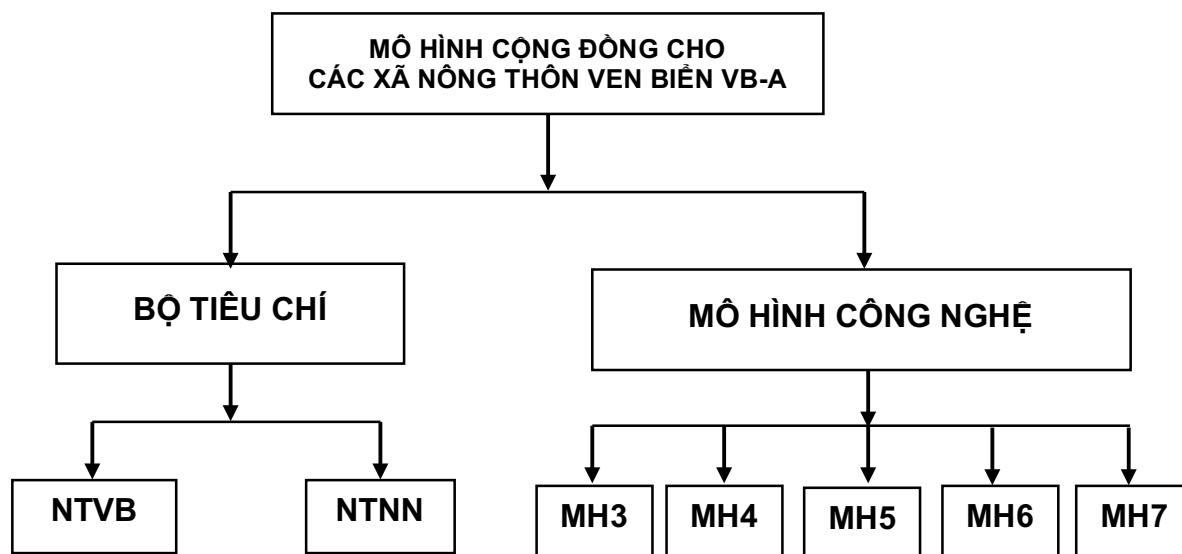 MÔ HÌNH CỘNG ĐỒNG CHO
CÁC XÃ NÔNG THÔN VEN BIỂN VB-A
BỘ TIÊU CHÍ
MÔ HÌNH CÔNG NGHỆ
NTVB
NTNN
MH3
MH4
MH5
MH6
MH7